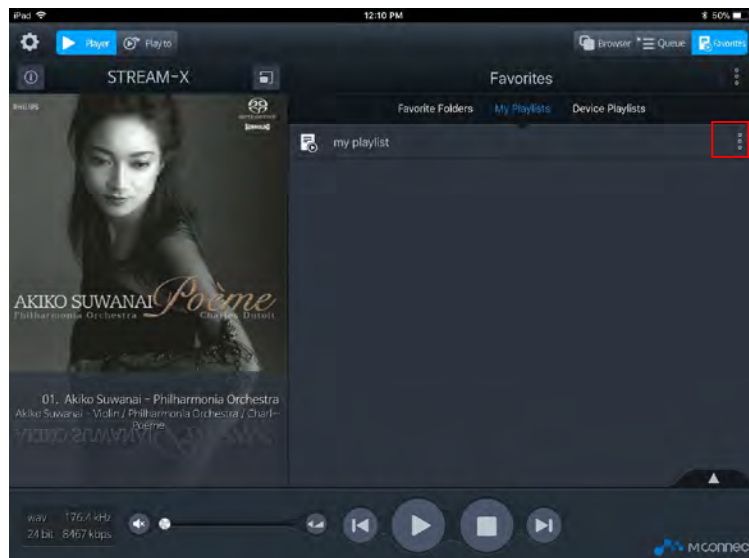 iPad 12:10 PM 50%
Player Play to Browser Queue Favorites
STREAM-X Favorites
PHILIPS
Favorite Folders My Playlists Device Playlists
my playlist
AKIKO SUWANAI Poème
Philharmonia Orchestra Charles Dutoit
01. Akiko Suwanai - Philharmonia Orchestra
Akiko Suwanai - Violin / Philharmonia Orchestra / Charl...
Poème
wav 176.4 kHz
24 bit 8467 kbps
mconnect